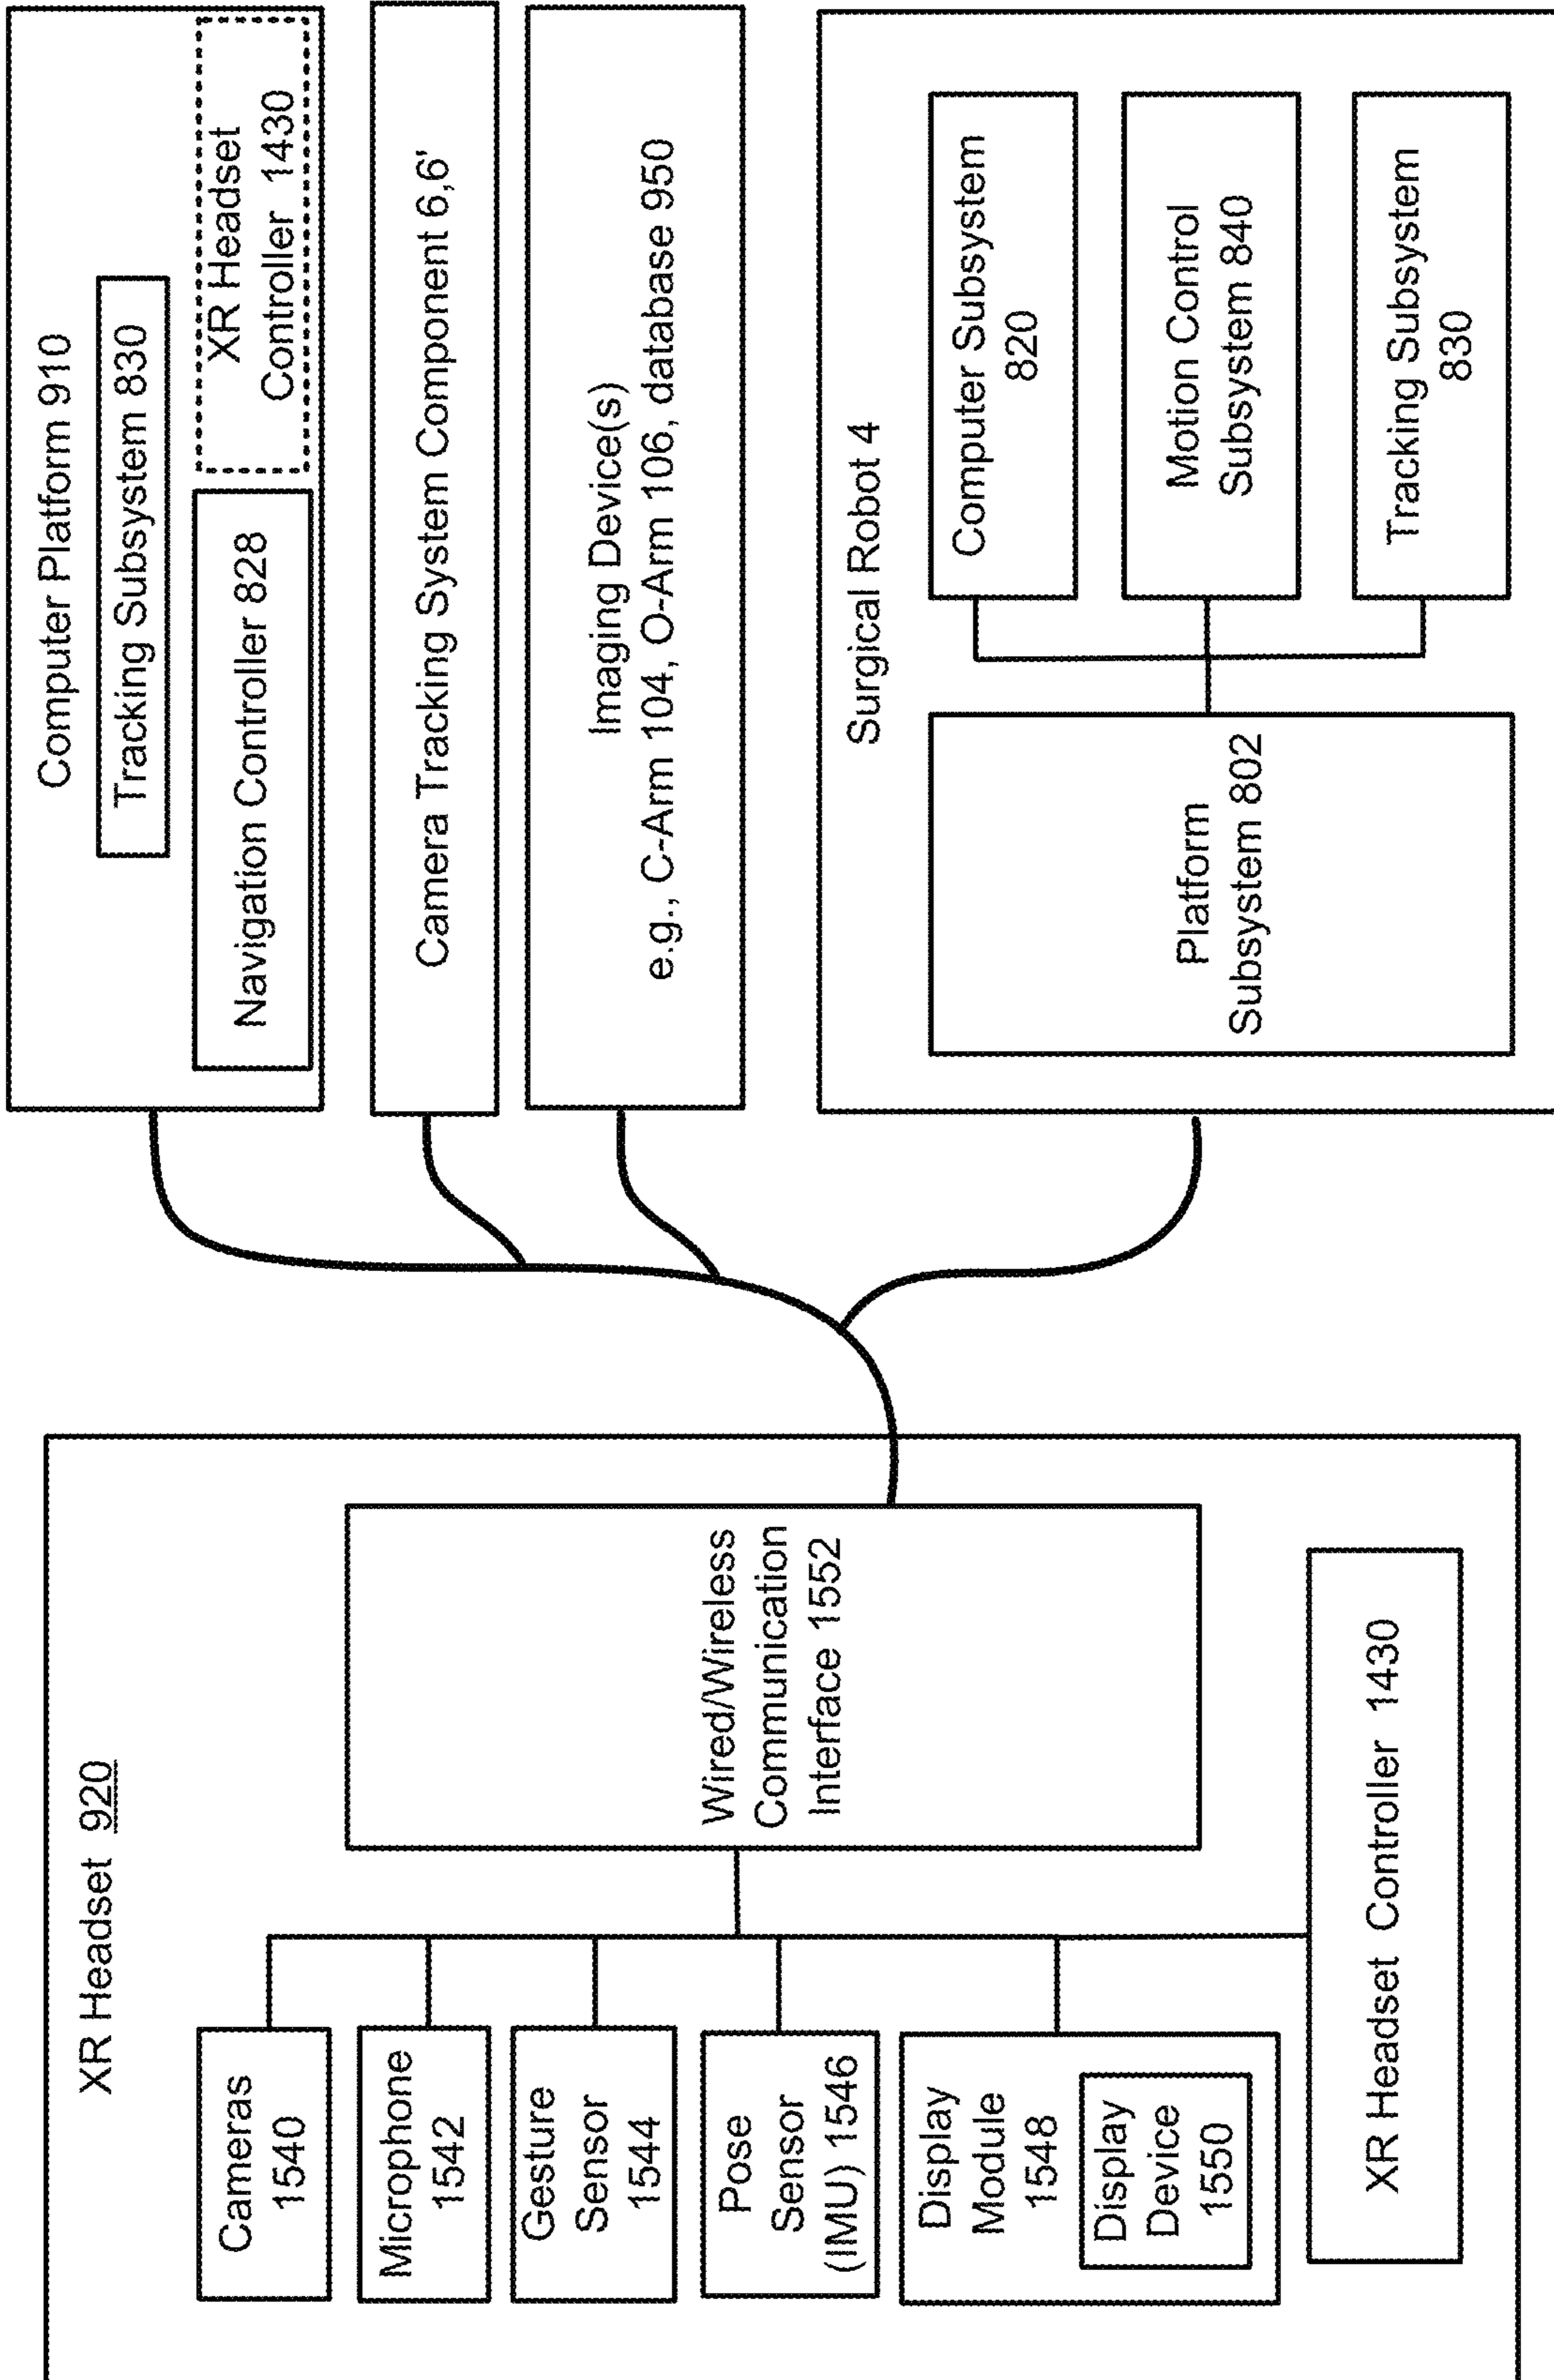 XR Headset 920
Cameras
1540
Microphone
1542
Gesture
Sensor
1544
Pose
Sensor
(IMU) 1546
Display
Module
1548
Display
Device
1550
Wired/Wireless
Communication
Interface 1552
XR Headset Controller 1430
Computer Platform 910
Tracking Subsystem 830
Navigation Controller 828
XR Headset
Controller 1430
Camera Tracking System Component 6,6'
Imaging Device(s)
e.g., C-Arm 104, O-Arm 106, database 950
Surgical Robot 4
Platform
Subsystem 802
Computer Subsystem
820
Motion Control
Subsystem 840
Tracking Subsystem
830